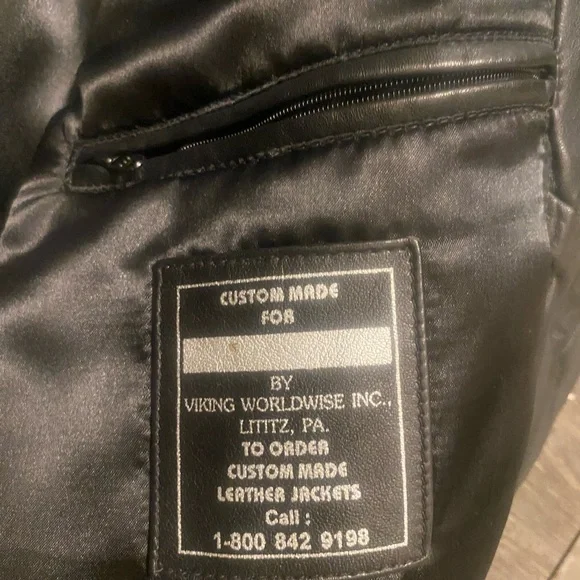 CUSTOM MADE
FOR
BY
VIKING WORLDWISE INC.,
LITITZ, PA.
TO ORDER
CUSTOM MADE
LEATHER JACKETS
Call :
1-800 842 9198